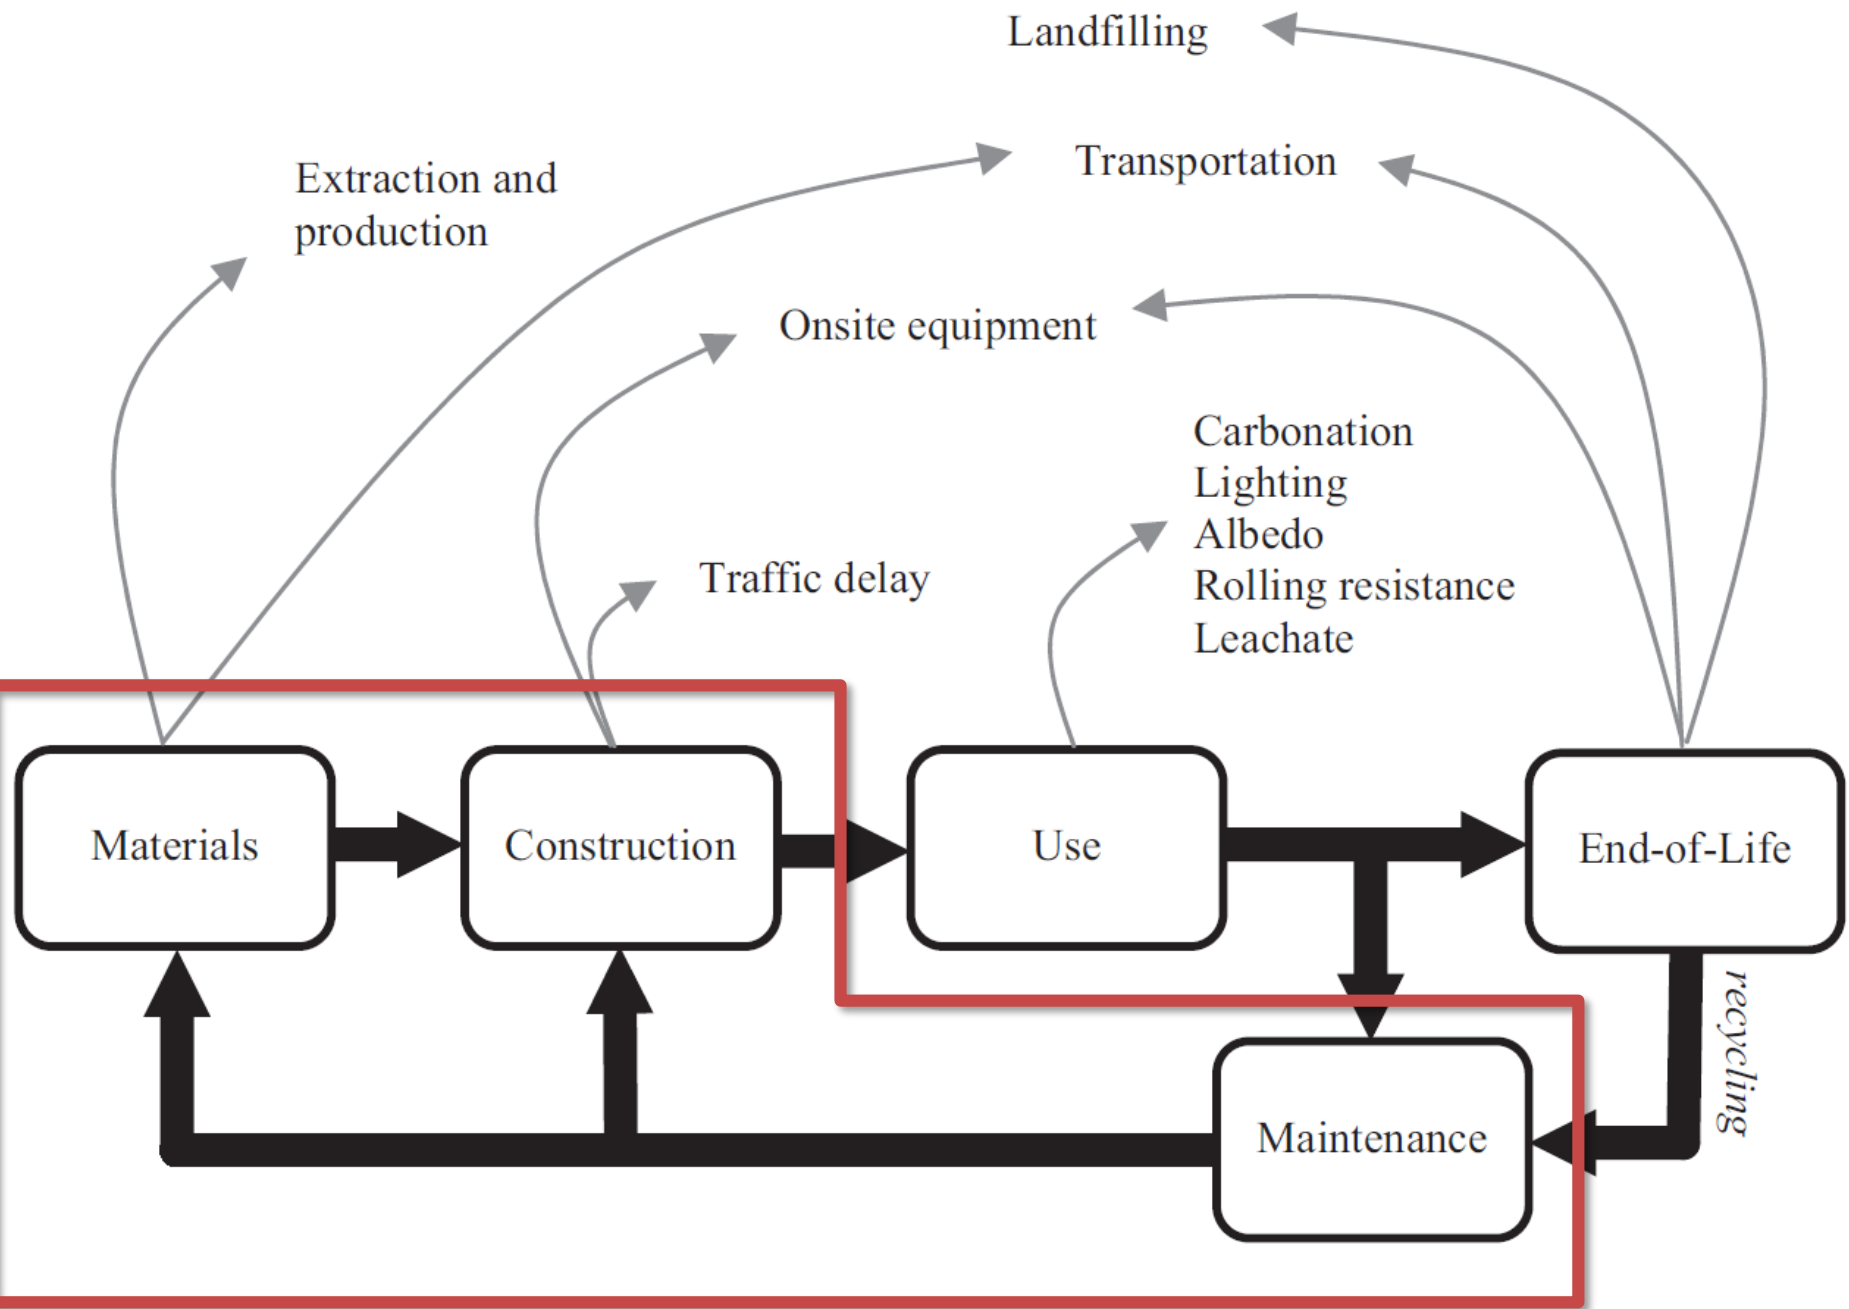 Landfilling
Transportation
Extraction and
production
Onsite equipment
Carbonation
Lighting
Albedo
Rolling resistance
Leachate
Traffic delay
Materials
Construction
Use
End-of-Life
recycling
Maintenance